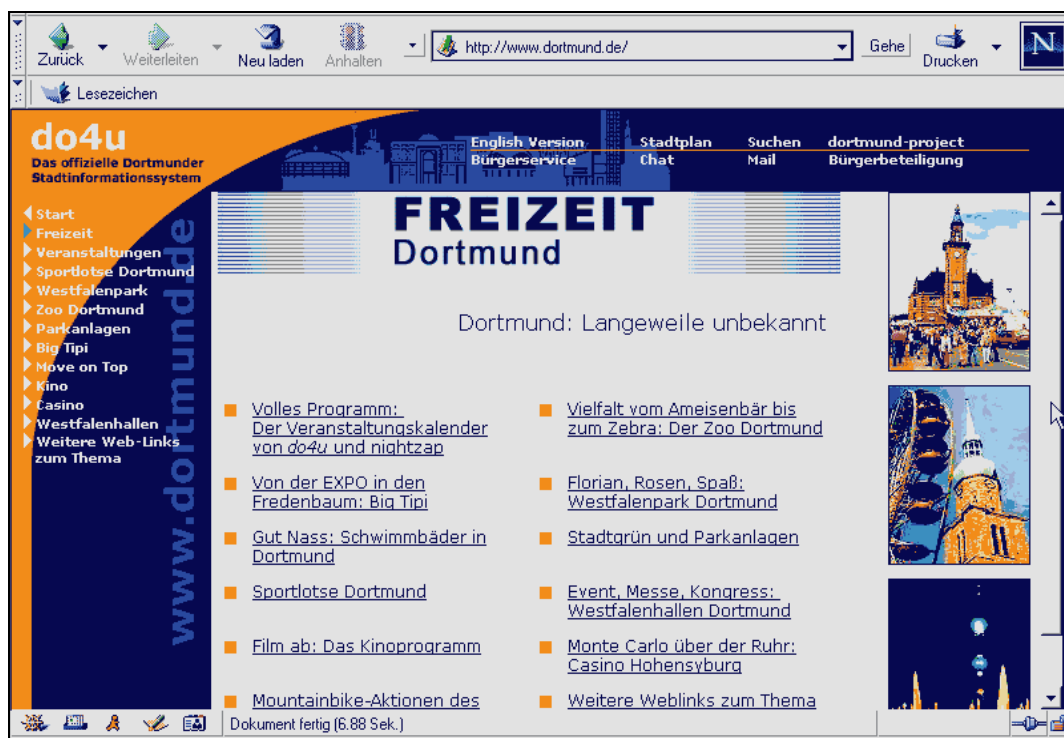 Zurück
Weiterleiten
Neu laden
Anhalten
http://www.dortmund.de/
Gehe
Drucken
N
Lesezeichen
do4u
Das offizielle Dortmunder
Stadtinformationssystem
English Version Stadtplan Suchen dortmund-project
Bürgerservice Chat Mail Bürgerbeteiligung
Start
Freizeit
Veranstaltungen
Sportlotse Dortmund
Westfalenpark
Zoo Dortmund
Parkanlagen
Big Tipi
Move on Top
Kino
Casino
Westfalenhallen
Weitere Web-Links
zum Thema
www.dortmund.de
FREIZEIT
Dortmund
Dortmund: Langeweile unbekannt
Volles Programm:
Der Veranstaltungskalender
von do4u und nightzap
Von der EXPO in den
Fredenbaum: Big Tipi
Gut Nass: Schwimmbäder in
Dortmund
Sportlotse Dortmund
Film ab: Das Kinoprogramm
Mountainbike-Aktionen des
Vielfalt vom Ameisenbär bis
zum Zebra: Der Zoo Dortmund
Florian, Rosen, Spaß:
Westfalenpark Dortmund
Stadtgrün und Parkanlagen
Event, Messe, Kongress:
Westfalenhallen Dortmund
Monte Carlo über der Ruhr:
Casino Hohensyburg
Weitere Weblinks zum Thema
Dokument fertig (6.88 Sek.)